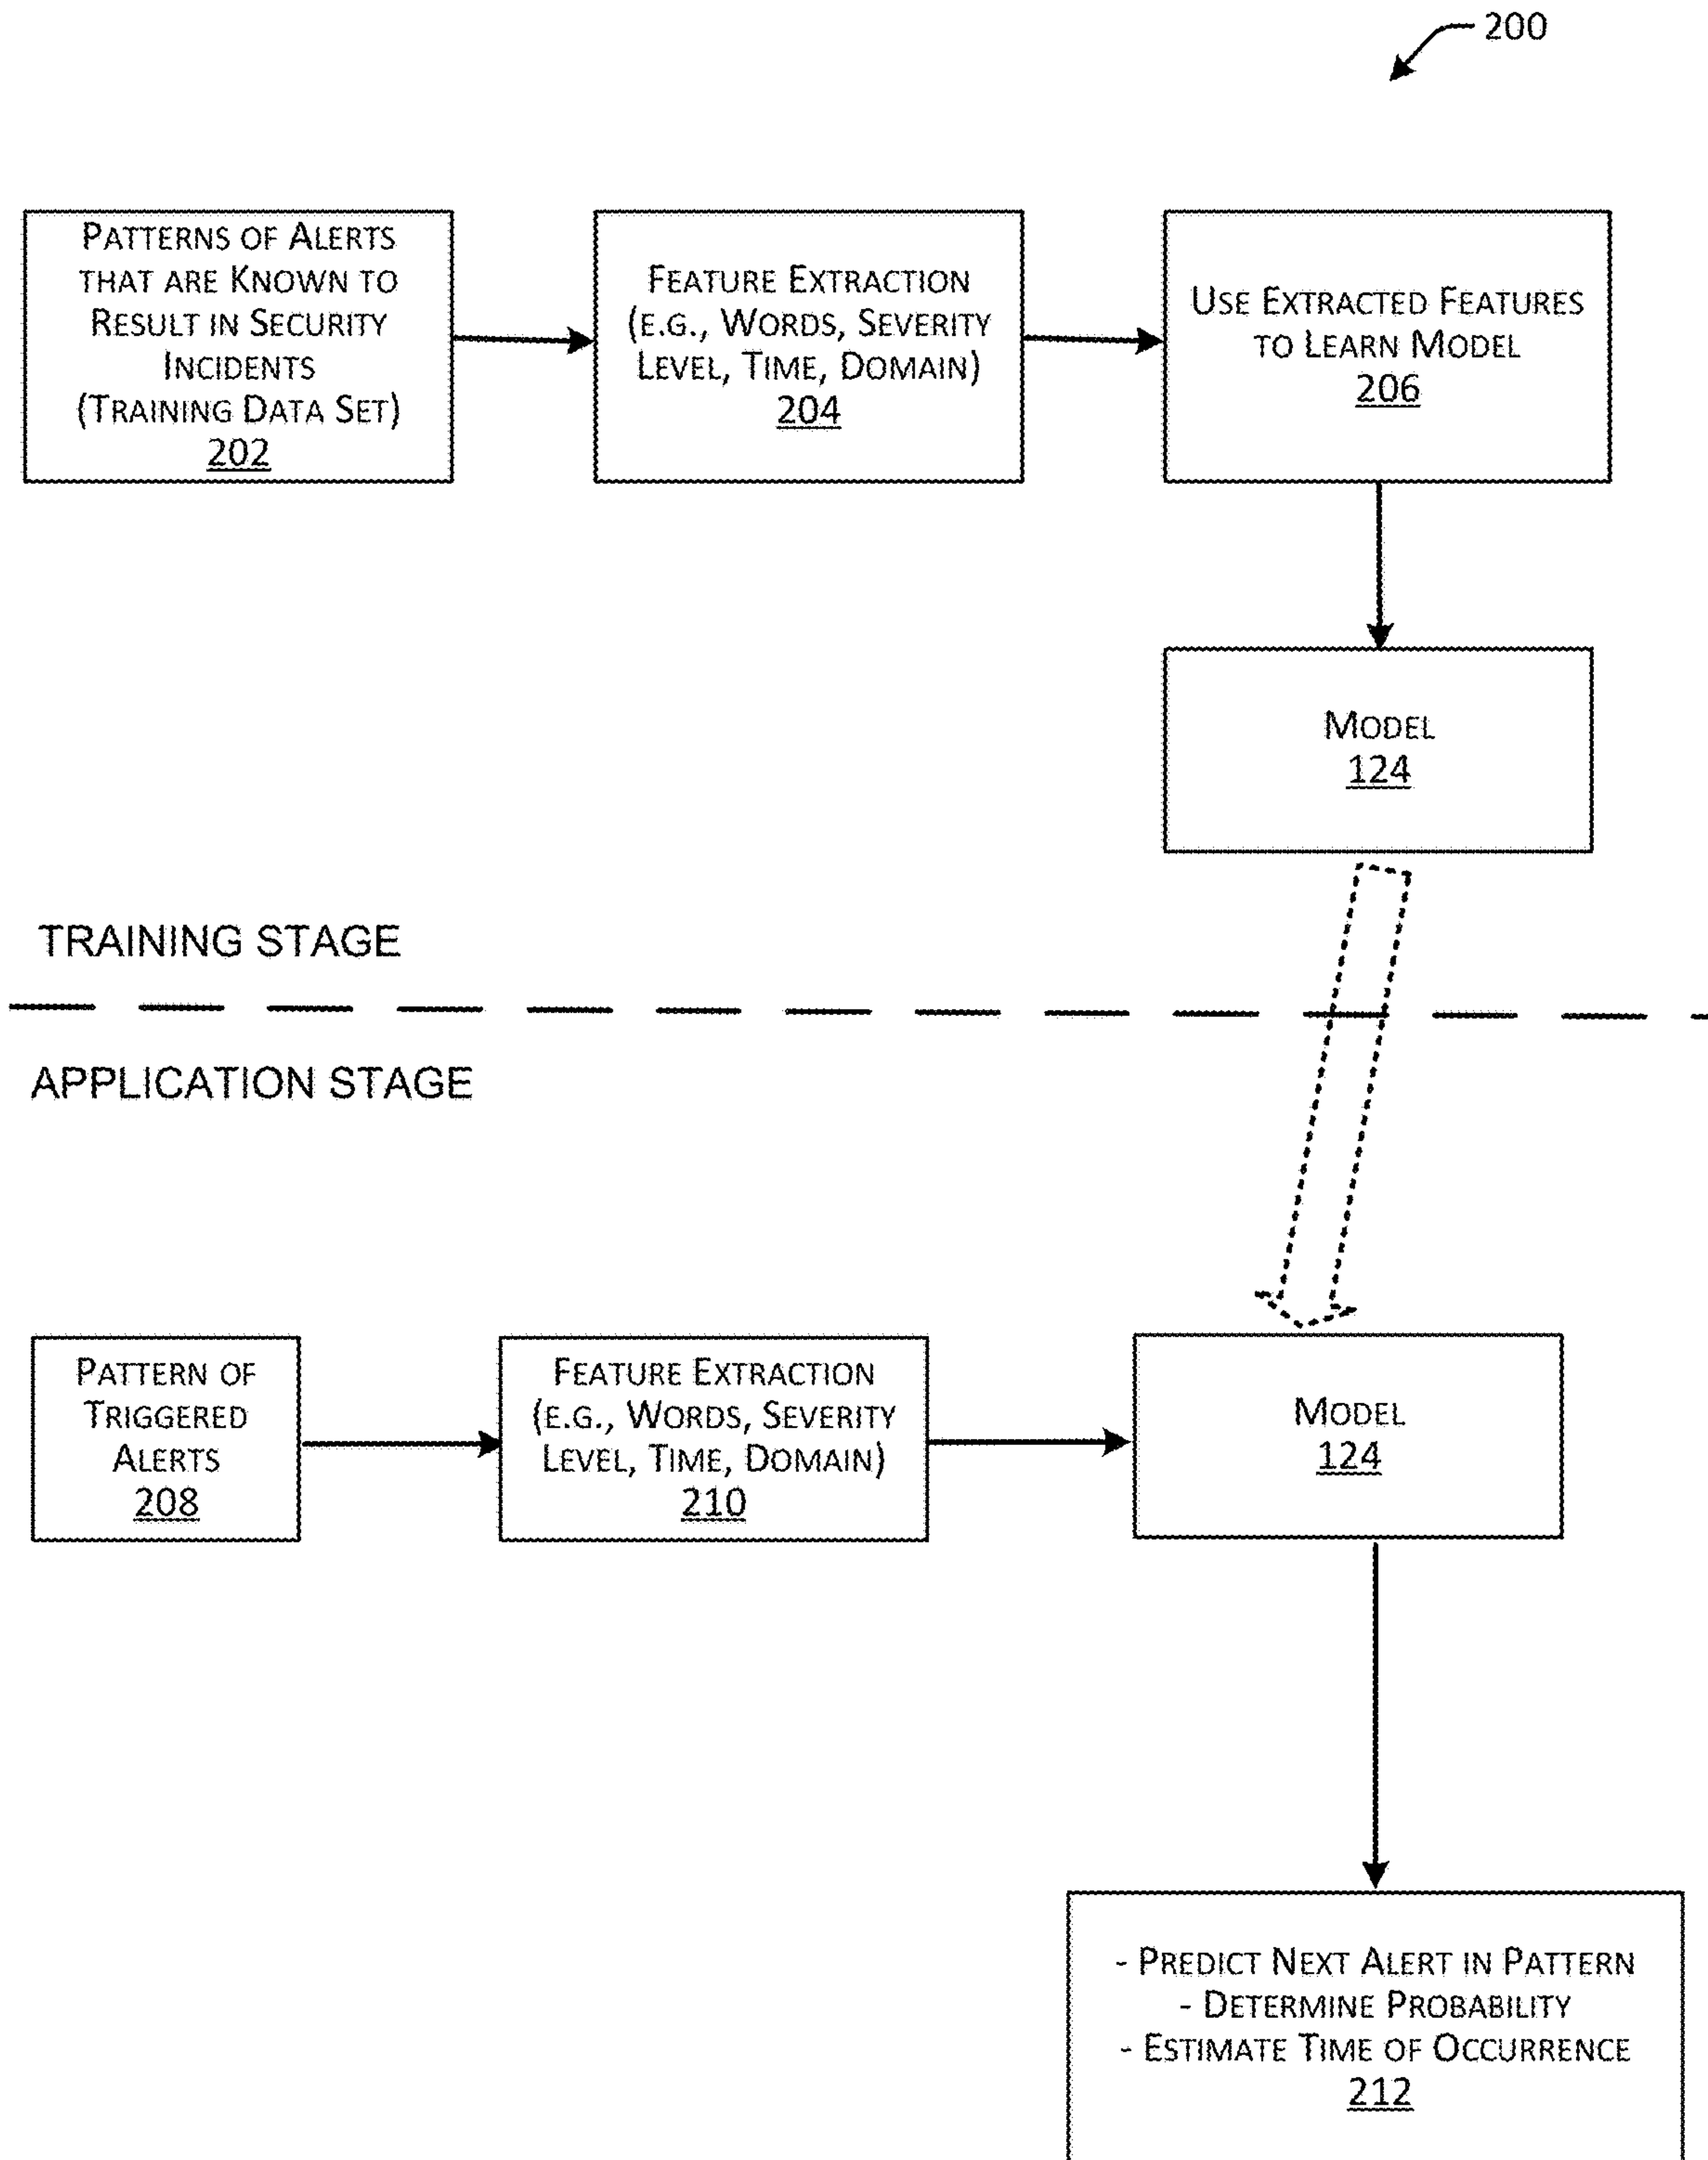 200
PATTERNS OF ALERTS
THAT ARE KNOWN TO
RESULT IN SECURITY
INCIDENTS
(TRAINING DATA SET)
202
FEATURE EXTRACTION
(E.G., WORDS, SEVERITY
LEVEL, TIME, DOMAIN)
204
USE EXTRACTED FEATURES
TO LEARN MODEL
206
MODEL
124
TRAINING STAGE
APPLICATION STAGE
PATTERN OF
TRIGGERED
ALERTS
208
FEATURE EXTRACTION
(E.G., WORDS, SEVERITY
LEVEL, TIME, DOMAIN)
210
MODEL
124
- PREDICT NEXT ALERT IN PATTERN
- DETERMINE PROBABILITY
- ESTIMATE TIME OF OCCURRENCE
212